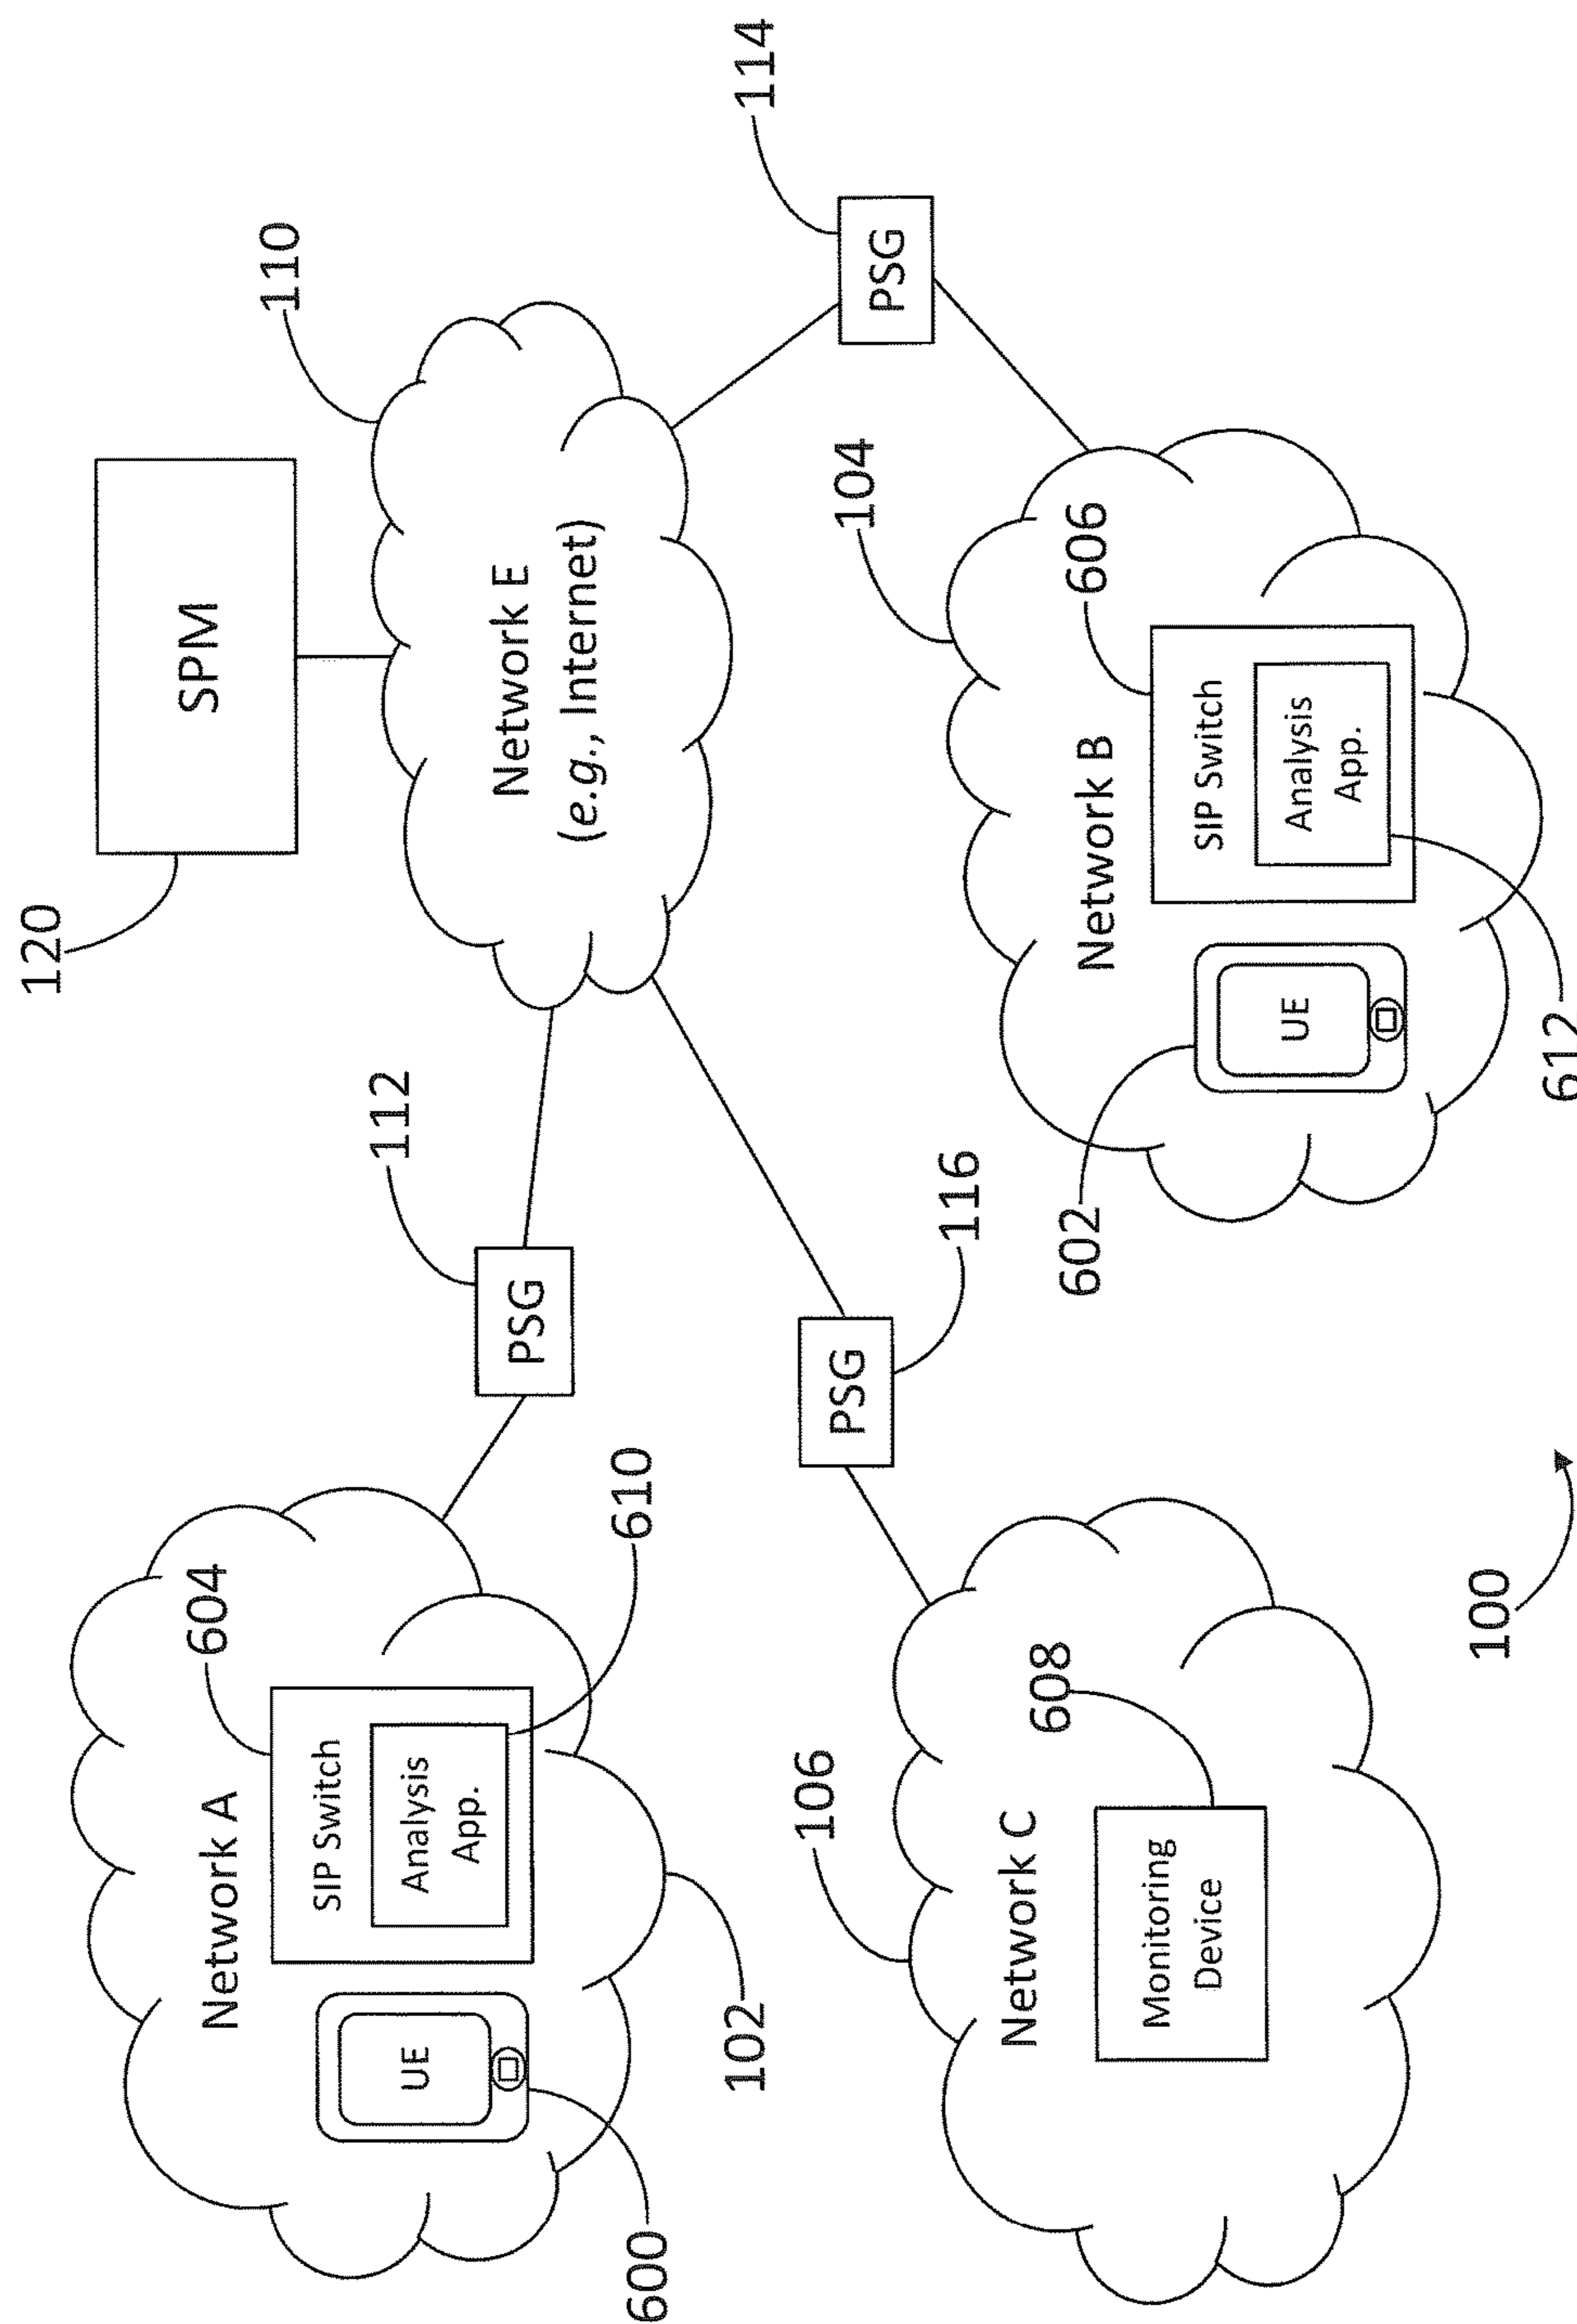 120
SPM
110
114
Network E
(e.g., Internet)
PSG
112
PSG
Network A
604
SIP Switch
Analysis
App.
610
UE
600
102
PSG
116
106
Network C
608
Monitoring
Device
104
Network B
606
SIP Switch
Analysis
App.
602
UE
612
100